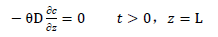 −θD ∂c/∂z = 0 t > 0, z = L